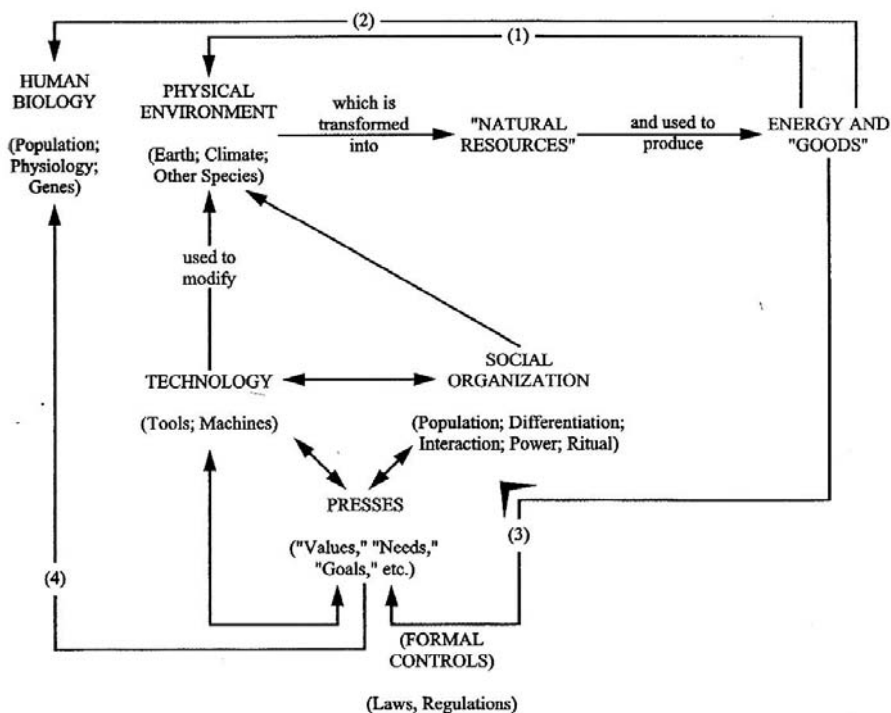 (2)
(1)
HUMAN
BIOLOGY
(Population;
Physiology;
Genes)
PHYSICAL
ENVIRONMENT
(Earth; Climate;
Other Species)
which is
transformed
into
"NATURAL
RESOURCES"
and used to
produce
ENERGY AND
"GOODS"
used to
modify
TECHNOLOGY
(Tools; Machines)
SOCIAL
ORGANIZATION
(Population; Differentiation;
Interaction; Power; Ritual)
PRESSES
("Values," "Needs,"
"Goals," etc.)
(3)
(4)
(FORMAL
CONTROLS)
(Laws, Regulations)